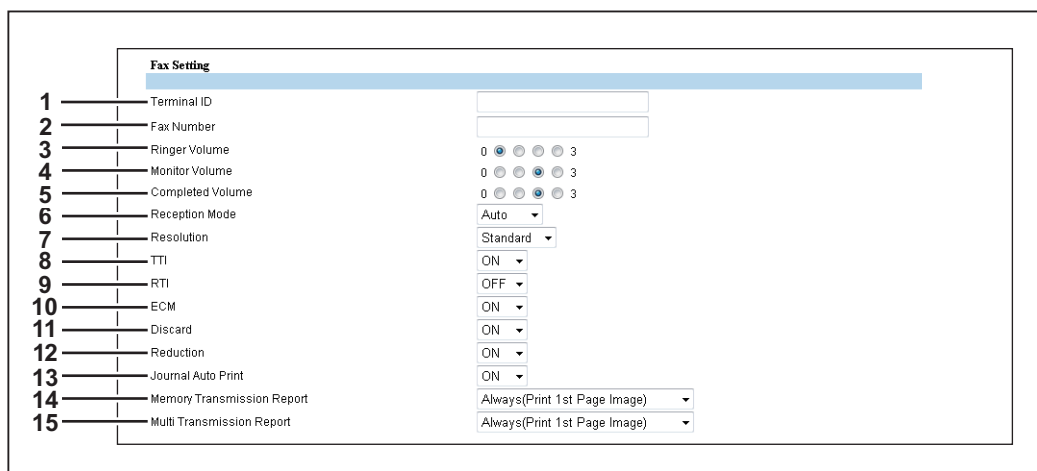 Fax Setting
1 Terminal ID
2 Fax Number
3 Ringer Volume 0 3
4 Monitor Volume 0 3
5 Completed Volume 0 3
6 Reception Mode Auto
7 Resolution Standard
8 TTI ON
9 RTI OFF
10 ECM ON
11 Discard ON
12 Reduction ON
13 Journal Auto Print ON
14 Memory Transmission Report Always(Print 1st Page Image)
15 Multi Transmission Report Always(Print 1st Page Image)